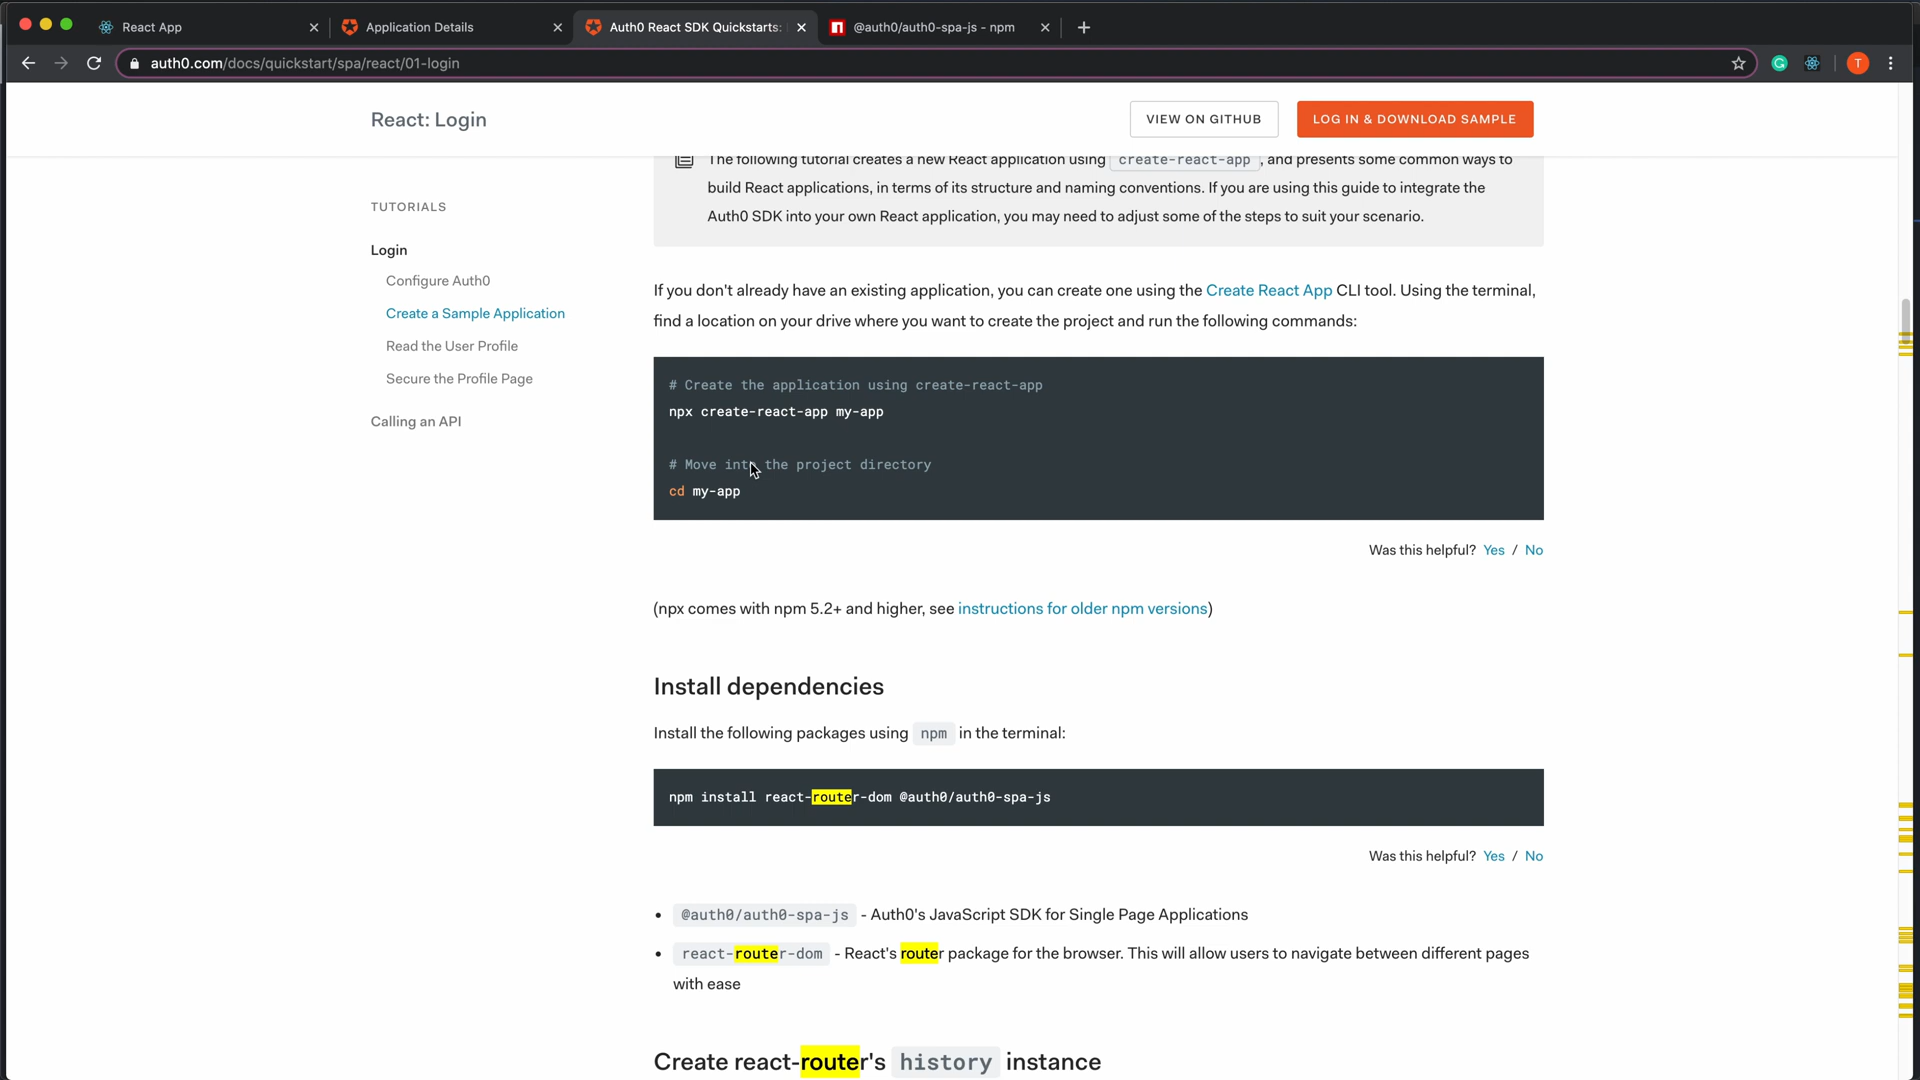 React App
Application Details
Auth0 React SDK Quickstarts:
@auth0/auth0-spa-js - npm
auth0.com/docs/quickstart/spa/react/01-login
T
React: Login
VIEW ON GITHUB
LOG IN & DOWNLOAD SAMPLE
TUTORIALS
Login
Configure Auth0
Create a Sample Application
Read the User Profile
Secure the Profile Page
Calling an API
The following tutorial creates a new React application using create-react-app , and presents some common ways to
build React applications, in terms of its structure and naming conventions. If you are using this guide to integrate the
Auth0 SDK into your own React application, you may need to adjust some of the steps to suit your scenario.
If you don't already have an existing application, you can create one using the Create React App CLI tool. Using the terminal,
find a location on your drive where you want to create the project and run the following commands:
# Create the application using create-react-app
npx create-react-app my-app
# Move into the project directory
cd my-app
Was this helpful? Yes / No
(npx comes with npm 5.2+ and higher, see instructions for older npm versions)
Install dependencies
Install the following packages using npm in the terminal:
npm install react-router-dom @auth0/auth0-spa-js
Was this helpful? Yes / No
• @auth0/auth0-spa-js - Auth0's JavaScript SDK for Single Page Applications
• react-router-dom - React's router package for the browser. This will allow users to navigate between different pages
with ease
Create react-router's history instance